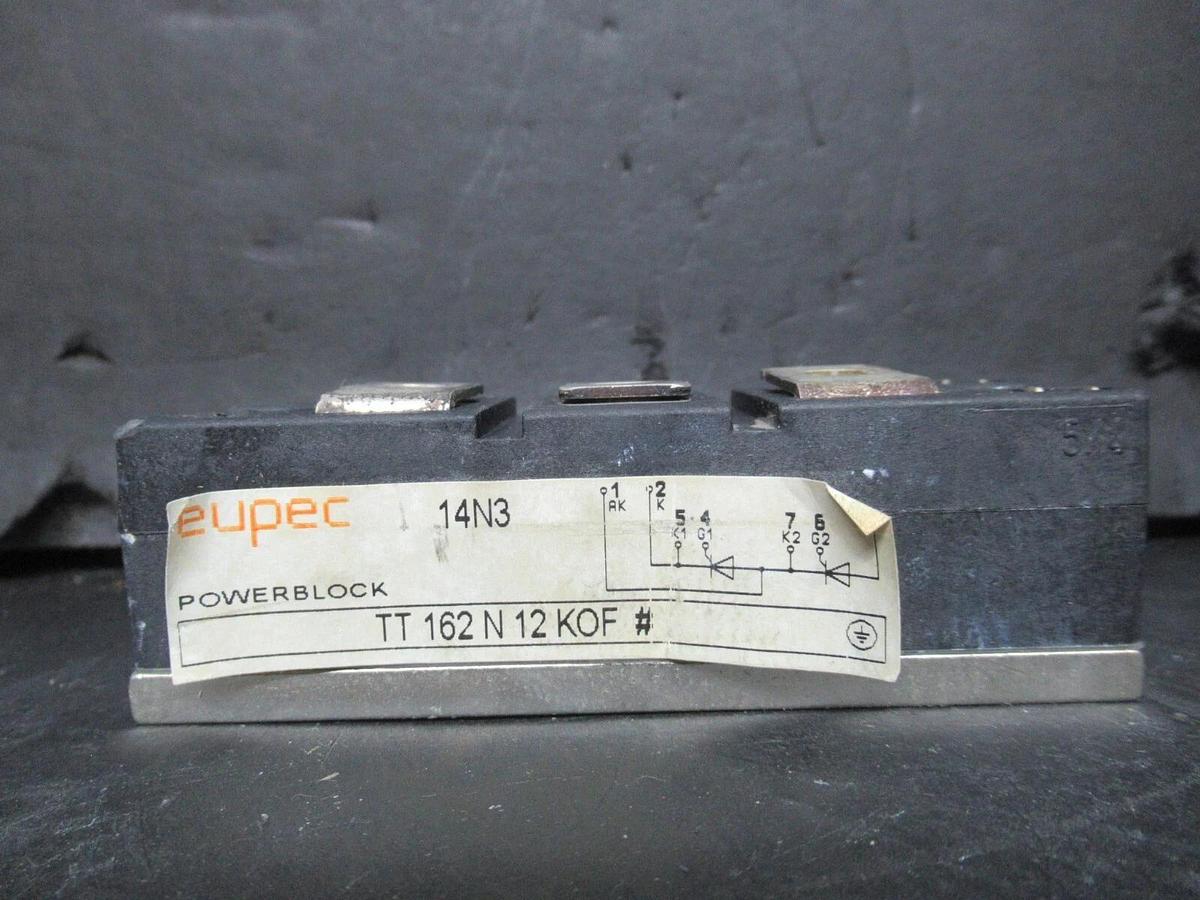 eupec 14N3
1 2
AK K
5 4 7 6
K1 G1 K2 G2
POWERBLOCK
TT 162 N 12 KOF #